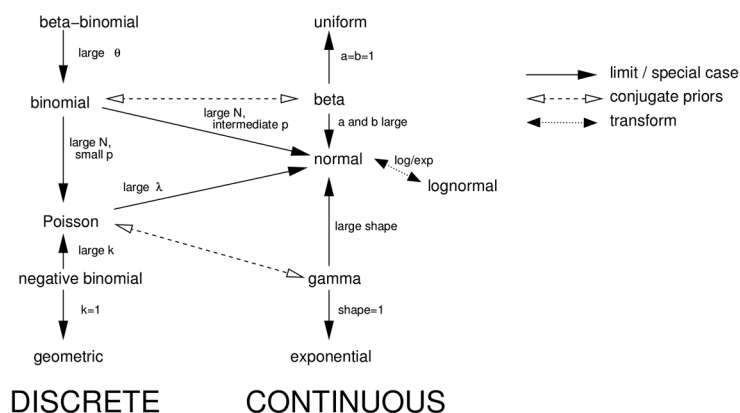 beta−binomial
uniform
large θ
a=b=1
limit / special case
binomial
beta
conjugate priors
large N,
intermediate p
a and b large
transform
large N,
small p
normal
log/exp
lognormal
large λ
Poisson
large shape
large k
negative binomial
gamma
k=1
shape=1
geometric
exponential
DISCRETE
CONTINUOUS